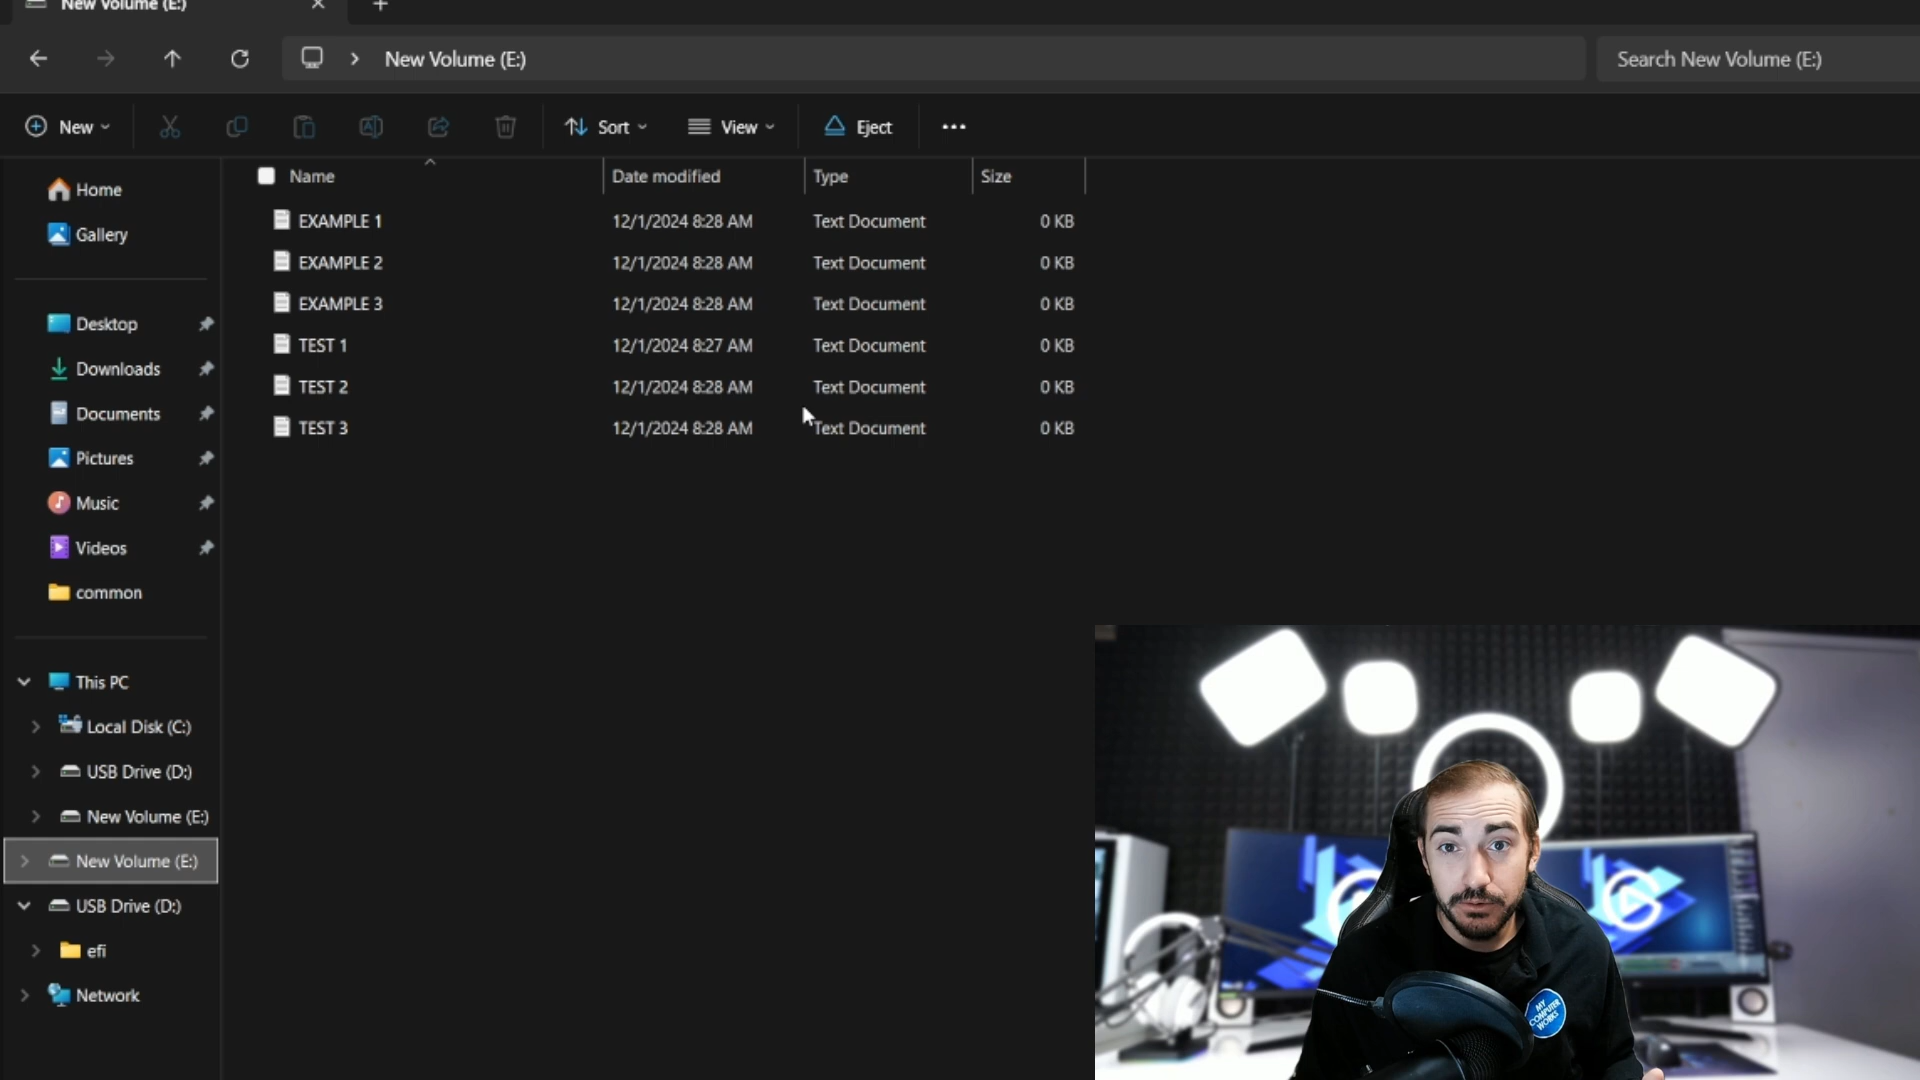 New Volume (E:)
New Volume (E:)
Search New Volume (E:)
New
Sort
View
Eject
Name
Date modified
Type
Size
EXAMPLE 1 12/1/2024 8:28 AM Text Document 0 KB
EXAMPLE 2 12/1/2024 8:28 AM Text Document 0 KB
EXAMPLE 3 12/1/2024 8:28 AM Text Document 0 KB
TEST 1 12/1/2024 8:27 AM Text Document 0 KB
TEST 2 12/1/2024 8:28 AM Text Document 0 KB
TEST 3 12/1/2024 8:28 AM Text Document 0 KB
Home
Gallery
Desktop
Downloads
Documents
Pictures
Music
Videos
common
This PC
Local Disk (C:)
USB Drive (D:)
New Volume (E:)
New Volume (E:)
USB Drive (D:)
efi
Network
MY
COMPUTER
WORKS